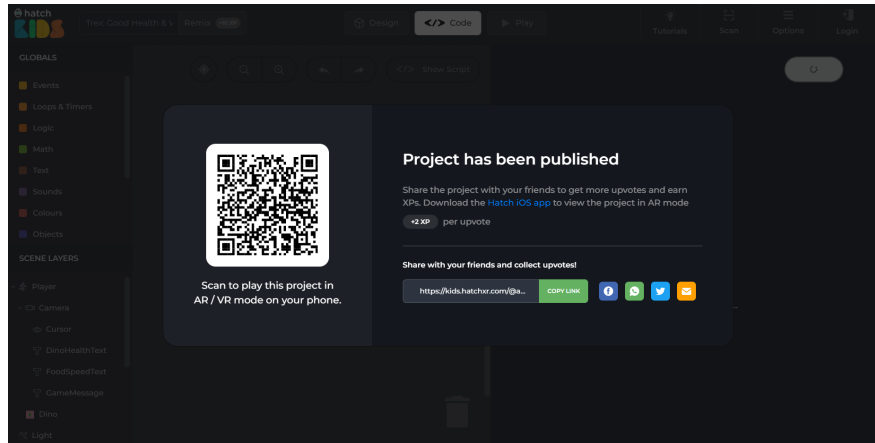 hatch
KIDS
Trex: Good Health & V
Remix
Design
</> Code
Play
Tutorials
Scan
Options
Login
GLOBALS
</> Show Script
Events
Loops & Timers
Logic
Math
Text
Sounds
Colours
Objects
SCENE LAYERS
Player
Camera
Cursor
DinoHealthText
FoodSpeedText
GameMessage
Dino
Light
Scan to play this project in
AR / VR mode on your phone.
Project has been published
Share the project with your friends to get more upvotes and earn
XPs. Download the Hatch iOS app to view the project in AR mode
+2 XP per upvote
Share with your friends and collect upvotes!
https://kids.hatchxr.com/@a...
COPY LINK